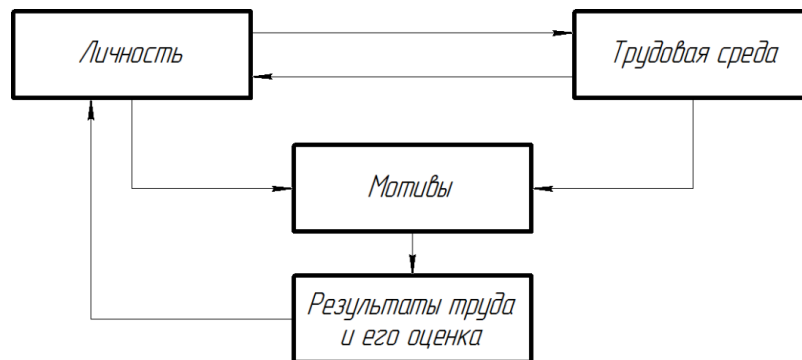 Личность
Трудовая среда
Мотивы
Результаты труда
и его оценка